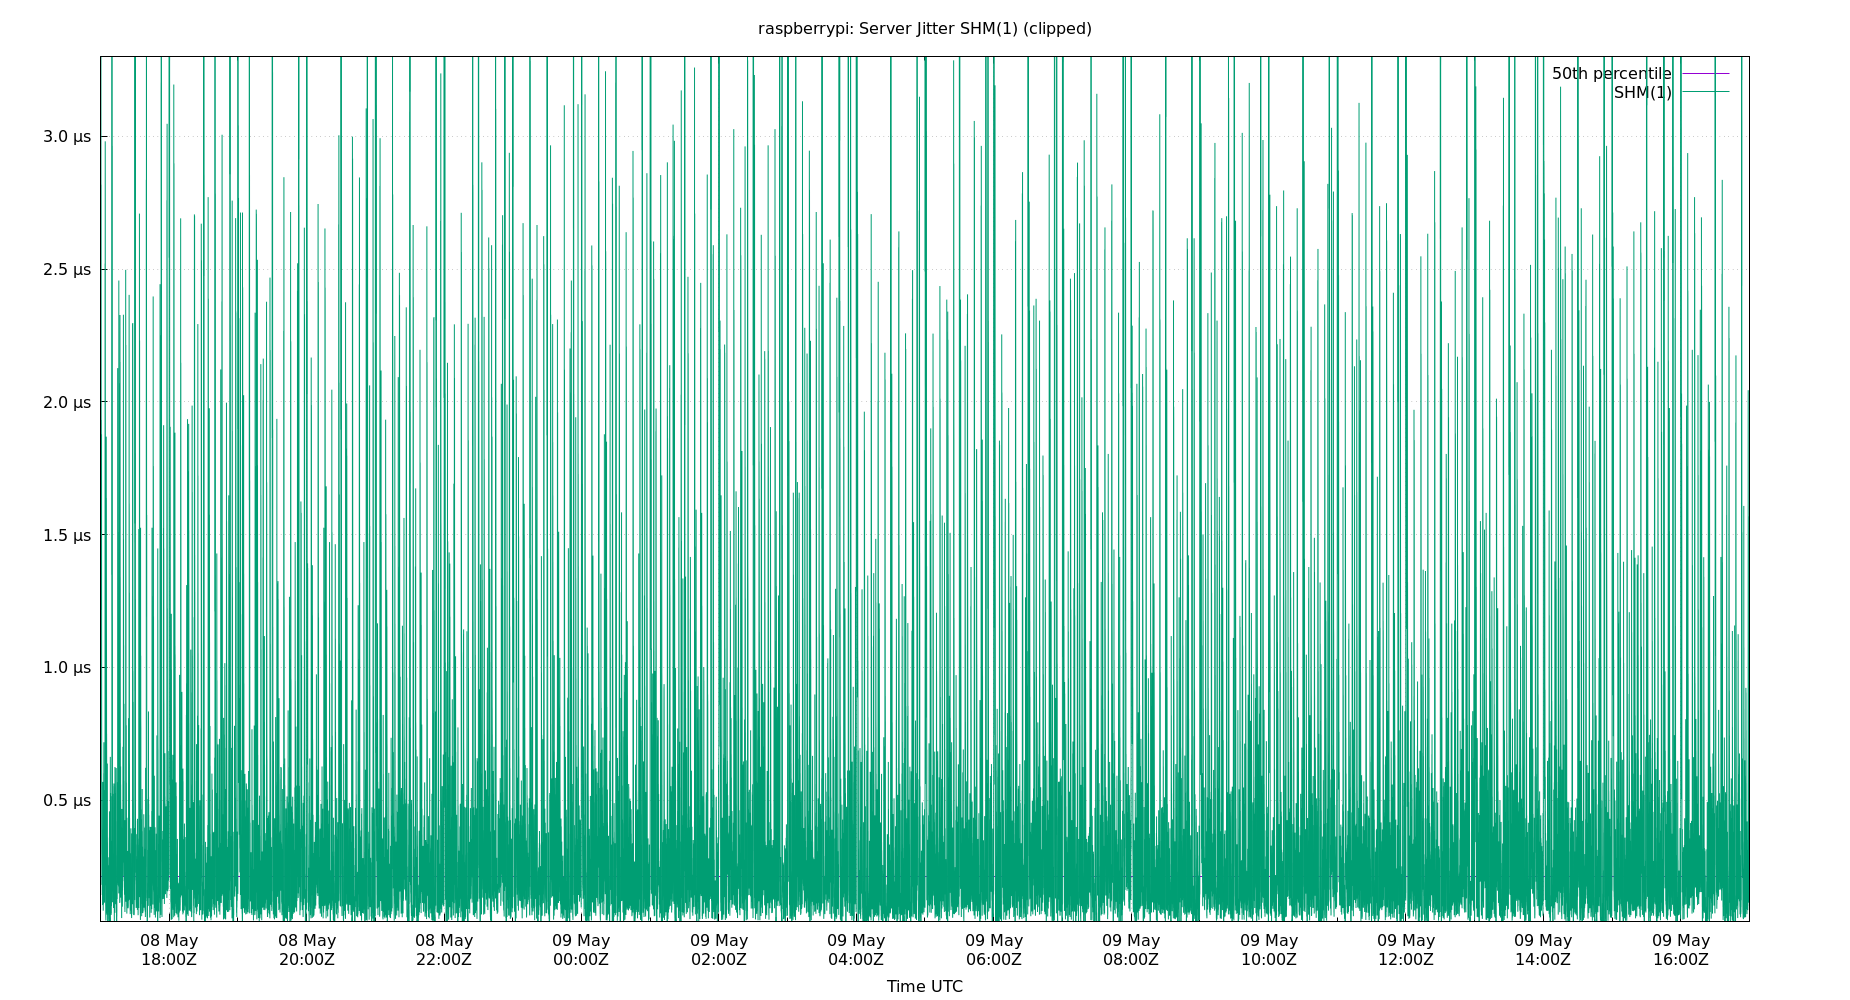 raspberrypi: Server Jitter SHM(1) (clipped)
50th percentile
SHM(1)
3.0 µs
2.5 µs
2.0 µs
1.5 µs
1.0 µs
0.5 µs
08 May 08 May 08 May 09 May 09 May 09 May 09 May 09 May 09 May 09 May 09 May 09 May
18:00Z 20:00Z 22:00Z 00:00Z 02:00Z 04:00Z 06:00Z 08:00Z 10:00Z 12:00Z 14:00Z 16:00Z
Time UTC